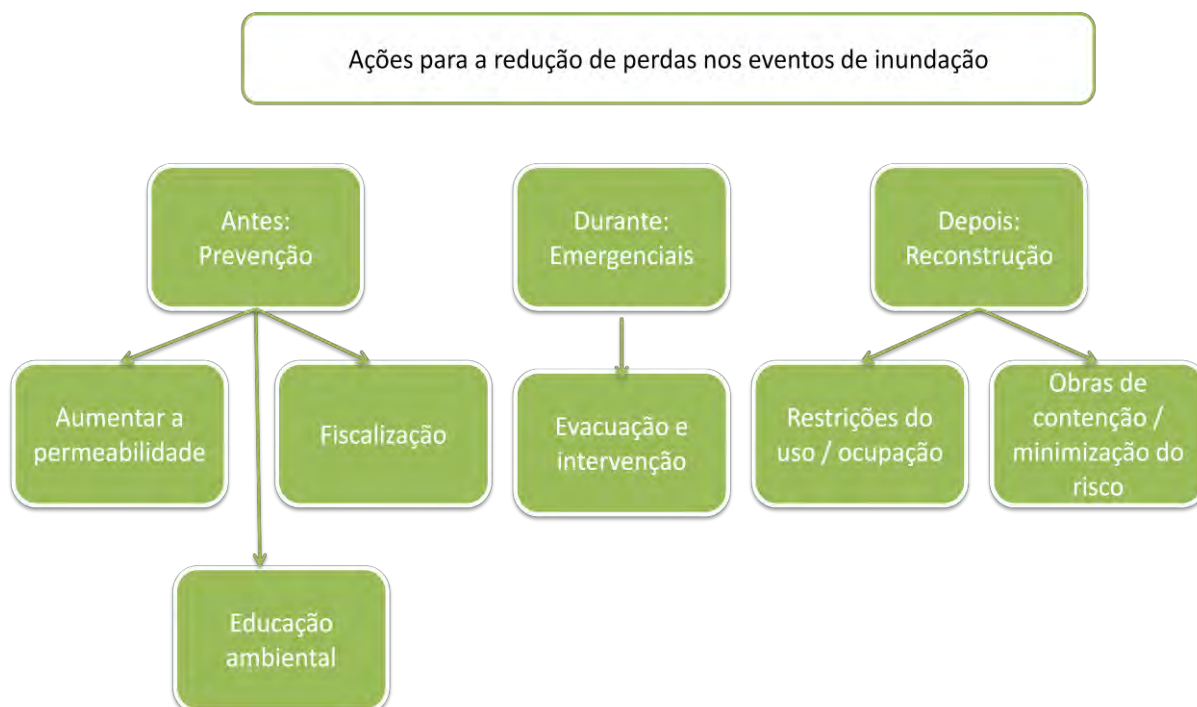 Ações para a redução de perdas nos eventos de inundação
Antes:
Prevenção
Durante:
Emergenciais
Depois:
Reconstrução
Aumentar a
permeabilidade
Fiscalização
Evacuação e
intervenção
Restrições do
uso / ocupação
Obras de
contenção /
minimização do
risco
Educação
ambiental